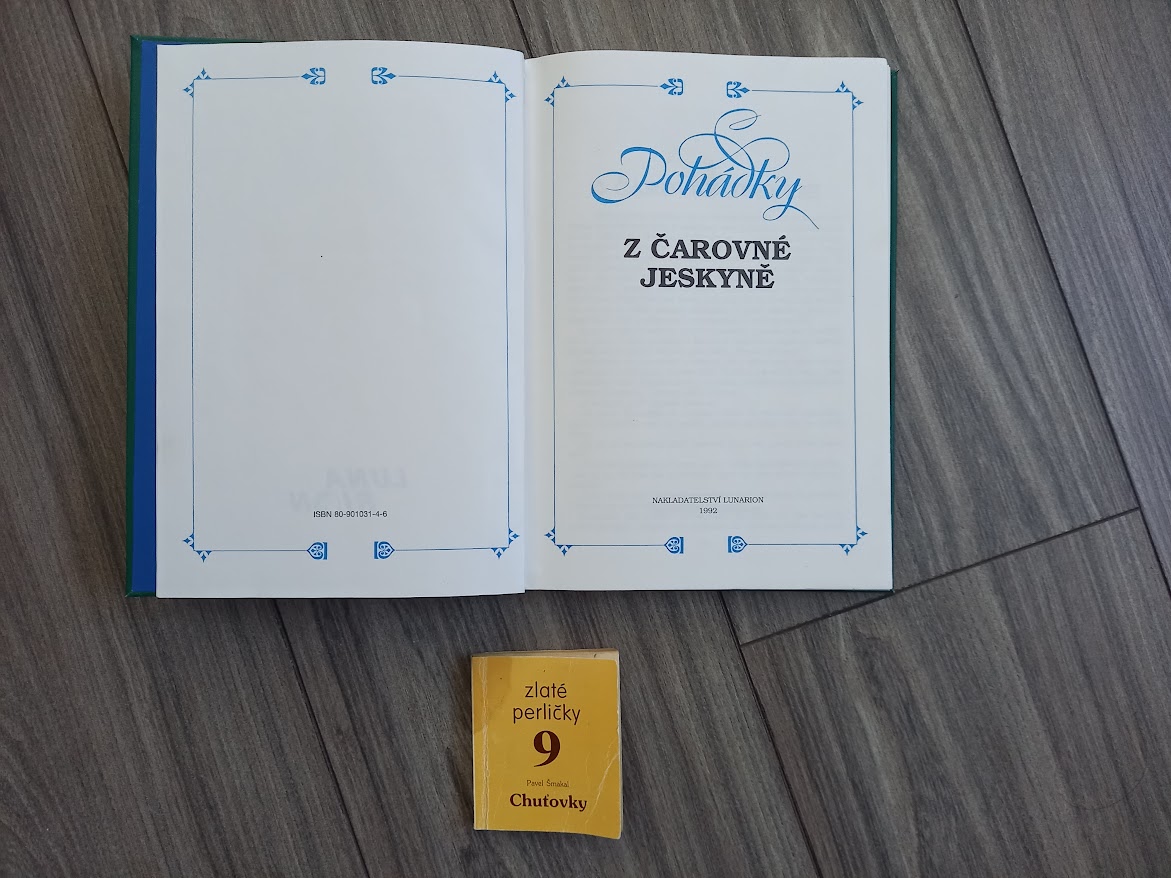 ISBN 80-901031-4-6
Pohádky
Z ČAROVNÉ
JESKYNĚ
NAKLADATELSTVÍ LUNARION
1992
zlaté
perličky
9
Pavel Šmakal
Chuťovky